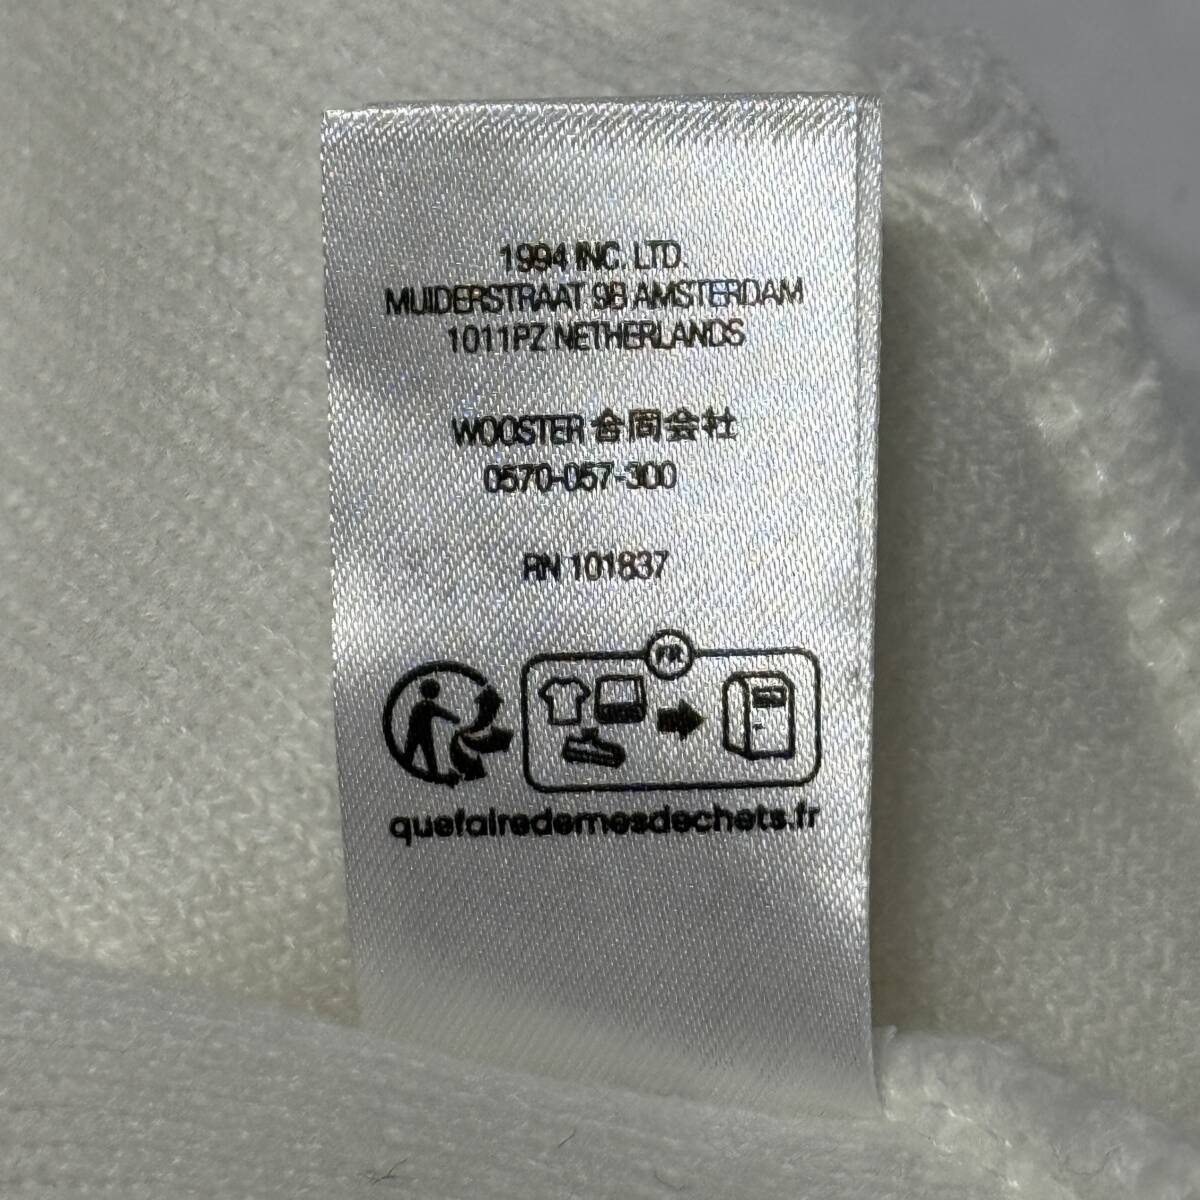 1994 INC. LTD.
MUIDERSTRAAT 9B AMSTERDAM
1011PZ NETHERLANDS
WOOSTER 合同会社
0570-057-300
RN 101837
FR
quefairedemesdechets.fr